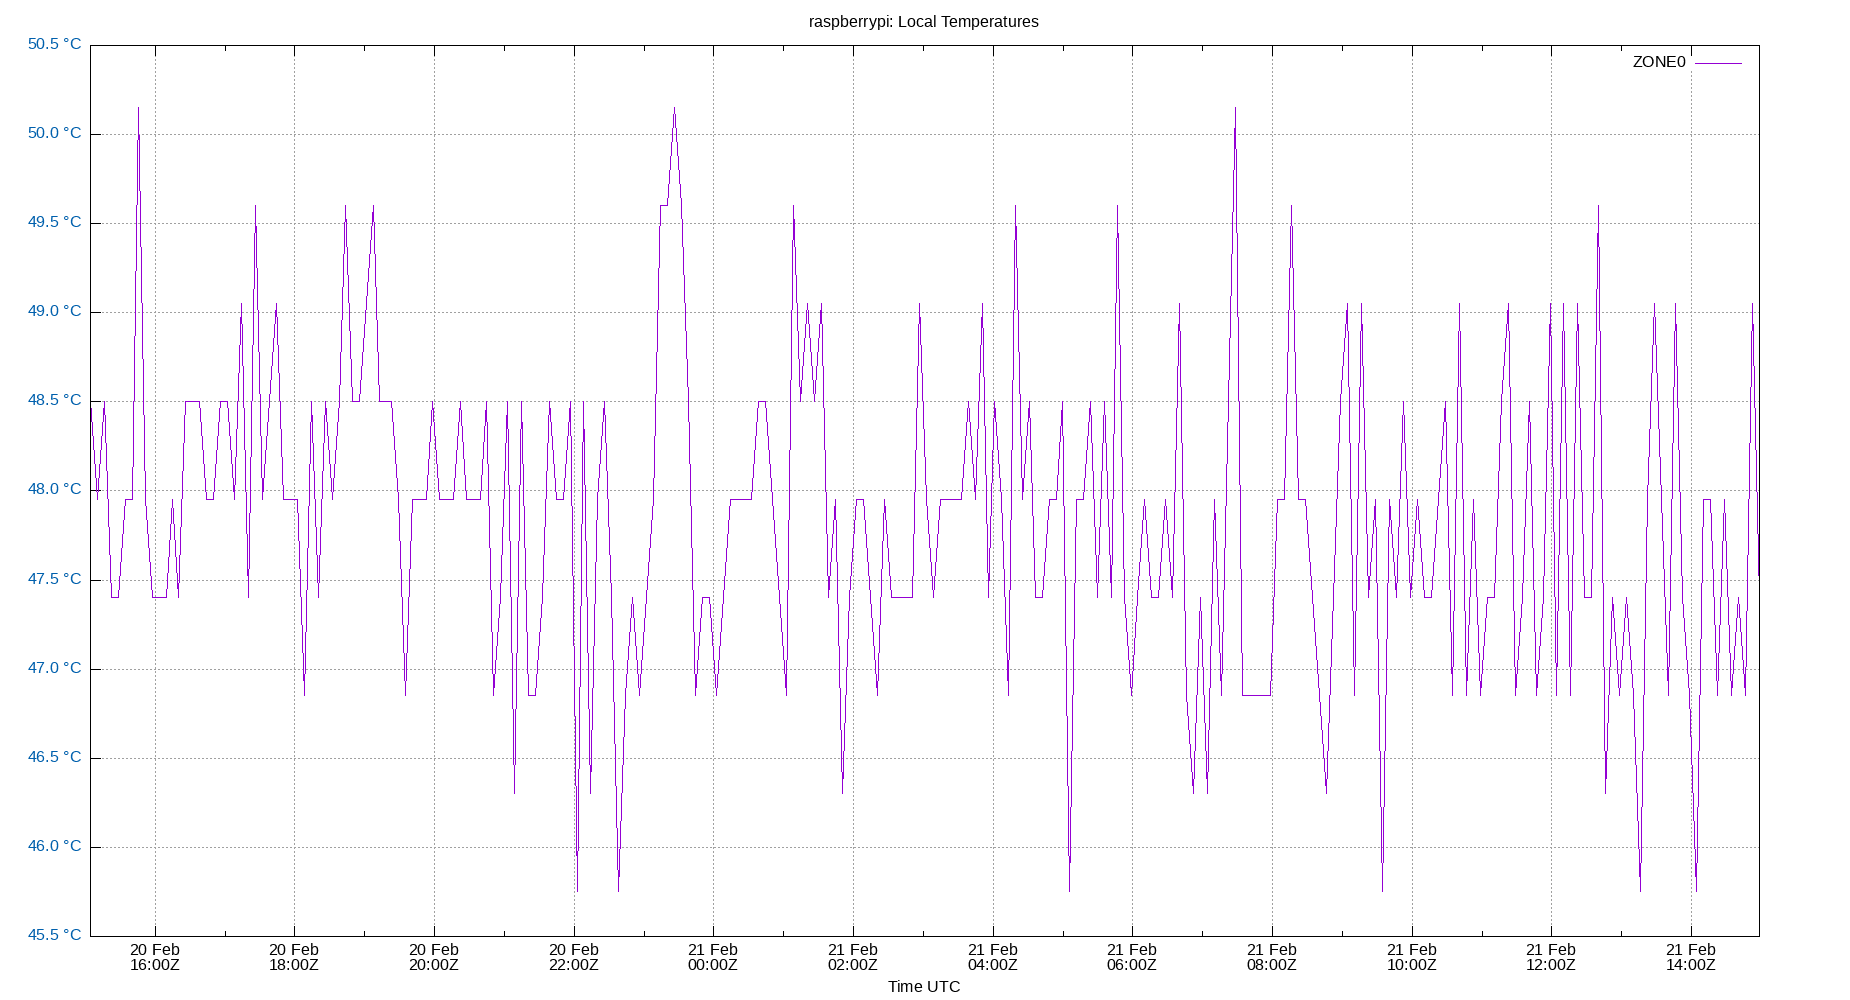 raspberrypi: Local Temperatures
50.5 °C
ZONE0
50.0 °C
49.5 °C
49.0 °C
48.5 °C
48.0 °C
47.5 °C
47.0 °C
46.5 °C
46.0 °C
45.5 °C
20 Feb 20 Feb 20 Feb 20 Feb 21 Feb 21 Feb 21 Feb 21 Feb 21 Feb 21 Feb 21 Feb 21 Feb
16:00Z 18:00Z 20:00Z 22:00Z 00:00Z 02:00Z 04:00Z 06:00Z 08:00Z 10:00Z 12:00Z 14:00Z
Time UTC